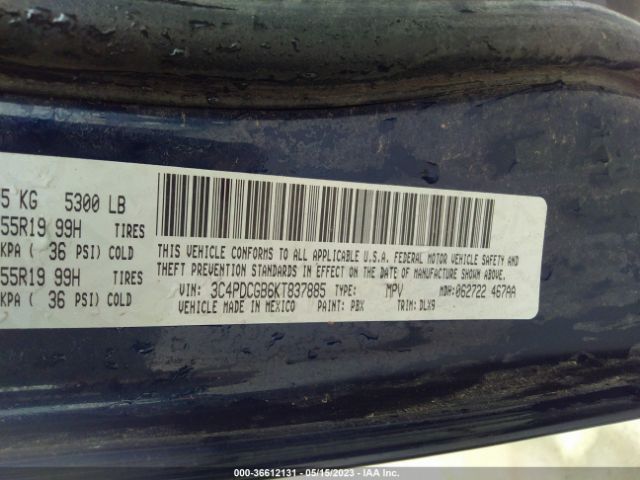 5 KG 5300 LB
55R19 99H TIRES
KPA ( 36 PSI) COLD
55R19 99H TIRES
KPA ( 36 PSI) COLD
THIS VEHICLE CONFORMS TO ALL APPLICABLE U.S.A. FEDERAL MOTOR VEHICLE SAFETY AND
THEFT PREVENTION STANDARDS IN EFFECT ON THE DATE OF MANUFACTURE SHOWN ABOVE.
VIN: 3C4PDCGB6KT837885 TYPE: MPV MDH: 062722 467AA
VEHICLE MADE IN MEXICO PAINT: PBX TRIM: DLX9
000-36612131 - 05/15/2023 - IAA Inc.